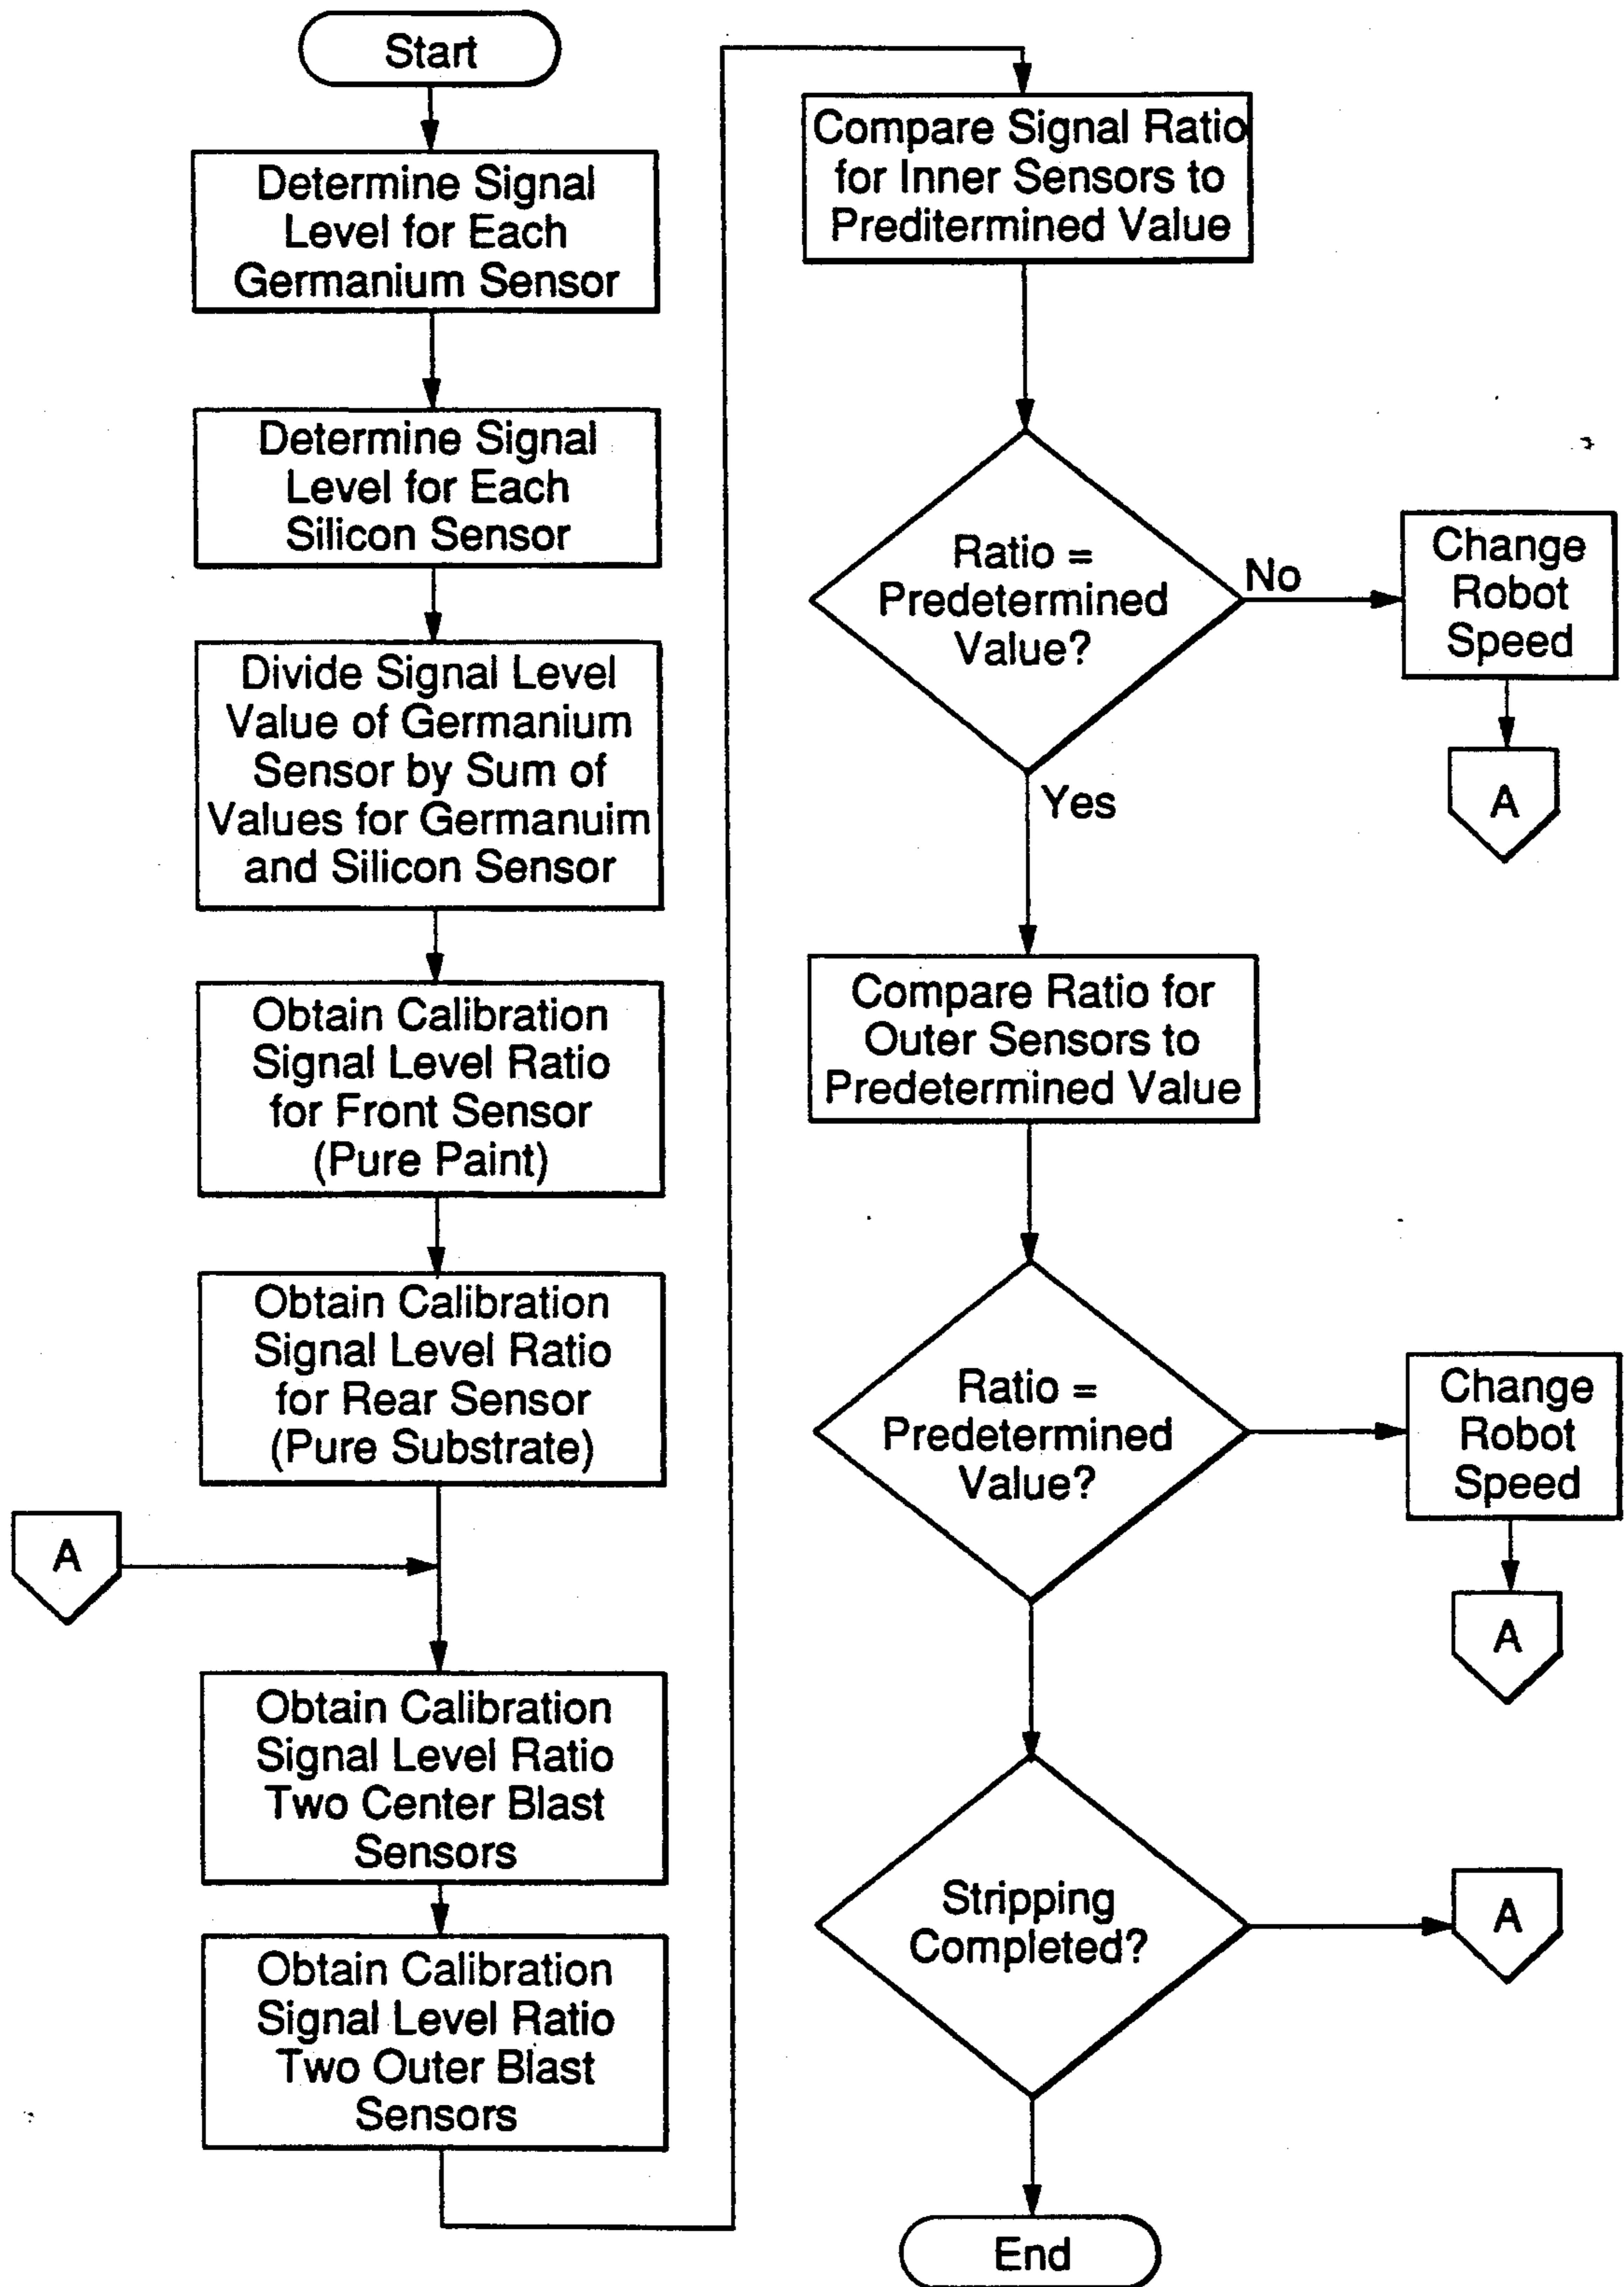 Start
Determine Signal
Level for Each
Germanium Sensor
Determine Signal
Level for Each
Silicon Sensor
Divide Signal Level
Value of Germanium
Sensor by Sum of
Values for Germanuim
and Silicon Sensor
Obtain Calibration
Signal Level Ratio
for Front Sensor
(Pure Paint)
Obtain Calibration
Signal Level Ratio
for Rear Sensor
(Pure Substrate)
A
Obtain Calibration
Signal Level Ratio
Two Center Blast
Sensors
Obtain Calibration
Signal Level Ratio
Two Outer Blast
Sensors
Compare Signal Ratio
for Inner Sensors to
Preditermined Value
Ratio =
Predetermined
Value?
No
Change
Robot
Speed
A
Yes
Compare Ratio for
Outer Sensors to
Predetermined Value
Ratio =
Predetermined
Value?
Change
Robot
Speed
A
Stripping
Completed?
A
End